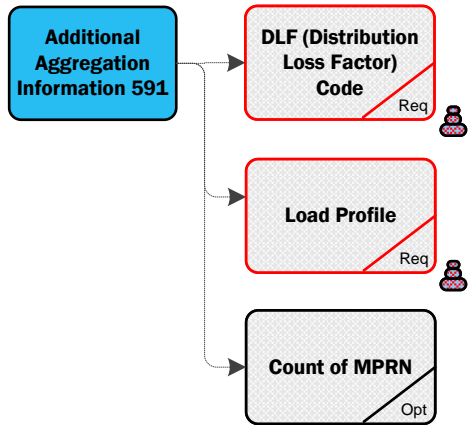 Additional
Aggregation
Information 591
DLF (Distribution
Loss Factor)
Code
Req
Load Profile
Req
Count of MPRN
Opt